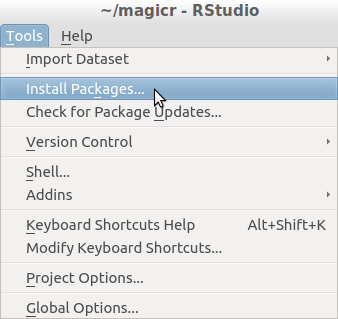 ~/magicr - RStudio
Tools Help
Import Dataset
Install Packages...
Check for Package Updates...
Version Control
Shell...
Addins
Keyboard Shortcuts Help Alt+Shift+K
Modify Keyboard Shortcuts...
Project Options...
Global Options...